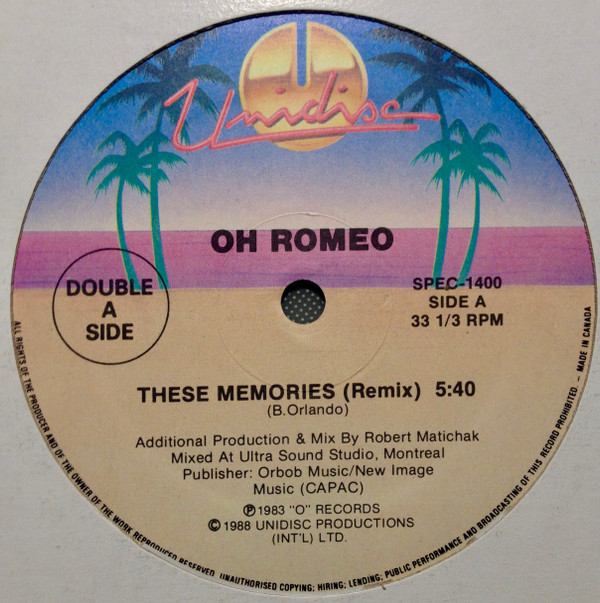 Unidisc
OH ROMEO
DOUBLE
A
SIDE
SPEC-1400
SIDE A
33 1/3 RPM
THESE MEMORIES (Remix) 5:40
(B.Orlando)
Additional Production & Mix By Robert Matichak
Mixed At Ultra Sound Studio, Montreal
Publisher: Orbob Music/New Image
Music (CAPAC)
Ⓟ1983 "O" RECORDS
©1988 UNIDISC PRODUCTIONS
(INT'L) LTD.
ALL RIGHTS OF THE PRODUCER AND OF THE OWNER OF THE WORK REPRODUCED RESERVED. UNAUTHORISED COPYING; HIRING; LENDING; PUBLIC PERFORMANCE AND BROADCASTING OF THIS RECORD PROHIBITED. – MADE IN CANADA